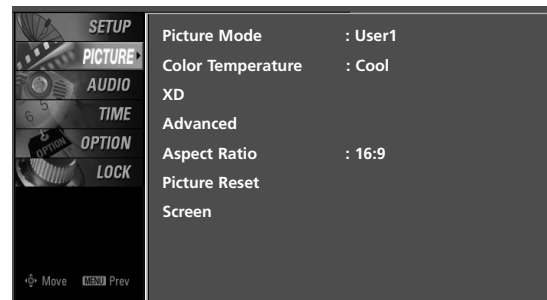 SETUP
PICTURE
AUDIO
TIME
OPTION
LOCK
Move MENU Prev
Picture Mode : User1
Color Temperature : Cool
XD
Advanced
Aspect Ratio : 16:9
Picture Reset
Screen